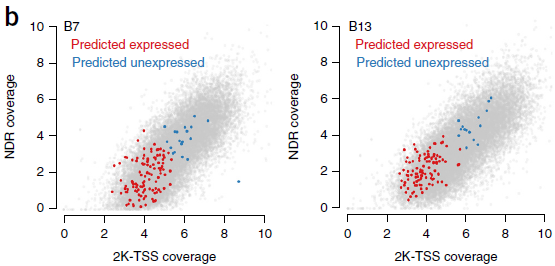 b
B7
Predicted expressed
Predicted unexpressed
NDR coverage
10
8
6
4
2
0
0 2 4 6 8 10
2K-TSS coverage
B13
Predicted expressed
Predicted unexpressed
NDR coverage
10
8
6
4
2
0
0 2 4 6 8 10
2K-TSS coverage